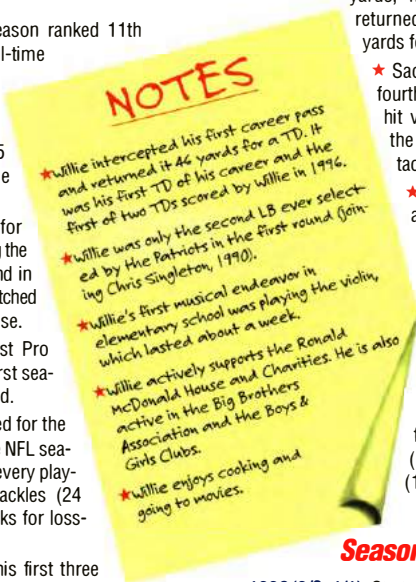 eason ranked 11th
l-time
5
e
for
g the
nd in
tched
se.
st Pro
rst sea-
d.
ed for the
NFL sea-
every play-
ackles (24
ks for loss-
his first three
NOTES
★Willie intercepted his first career pass
and returned it 46 yards for a TD. It
was his first TD of his career and the
first of two TDs scored by Willie in 1996.
★Willie was only the second LB ever select-
ed by the Patriots in the first round (join-
ing Chris Singleton, 1990).
★Willie's first musical endeavor in
elementary school was playing the violin,
which lasted about a week.
★Willie actively supports the Ronald
McDonald House and Charities. He is also
active in the Big Brothers
Association and the Boys &
Girls Clubs.
★Willie enjoys cooking and
going to movies.
returned
yards f
★ Sac
fourth
hit v
the
tac
★
a
t
(
(1
Season